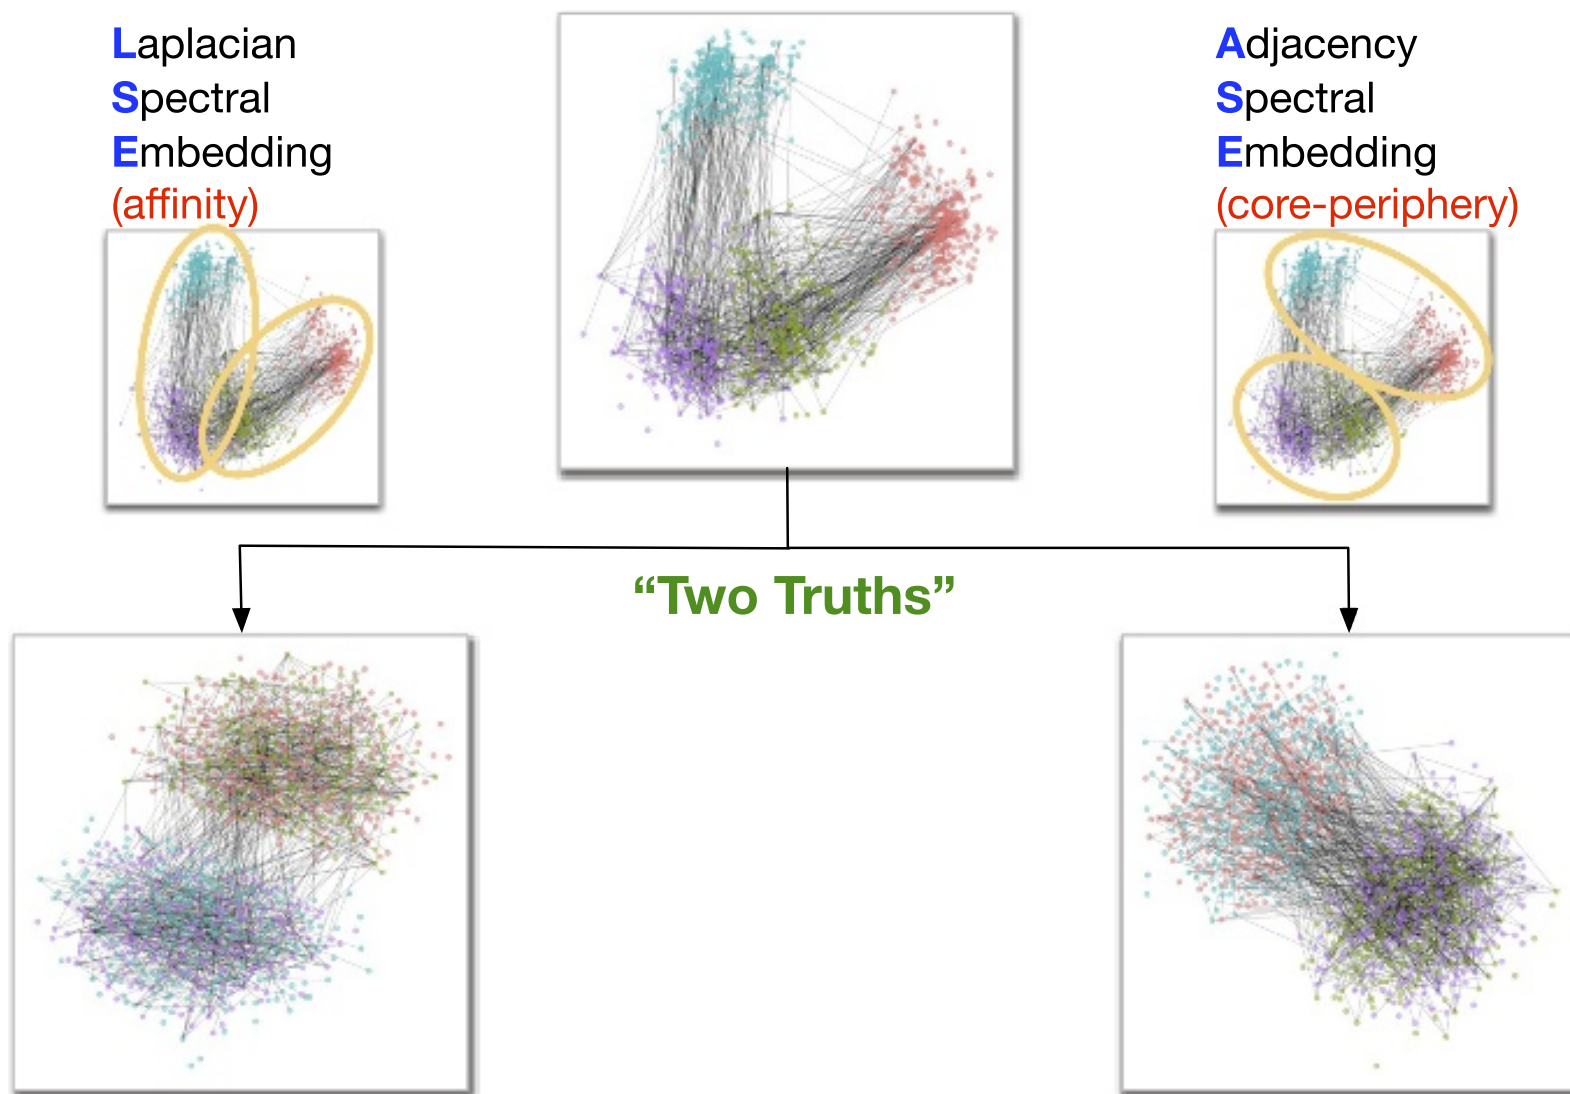 Laplacian
Spectral
Embedding
(affinity)
Adjacency
Spectral
Embedding
(core-periphery)
“Two Truths”